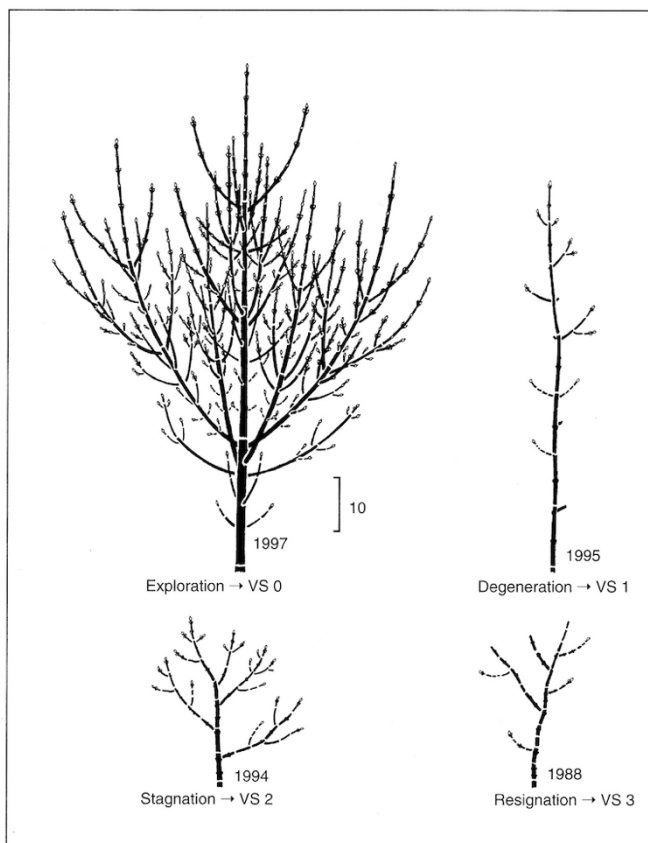 10
1997
Exploration → VS 0
1995
Degeneration → VS 1
1994
Stagnation → VS 2
1988
Resignation → VS 3